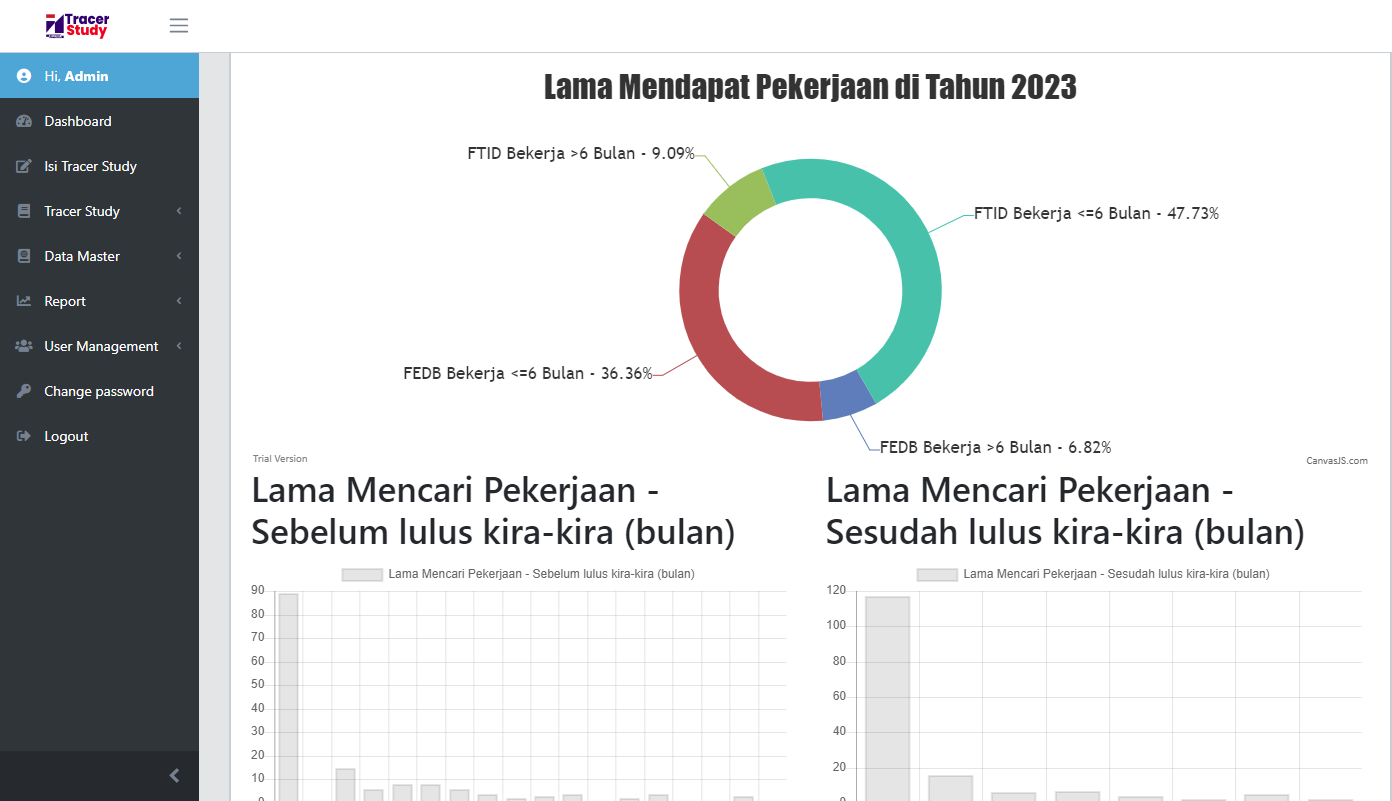 Tracer
Study
Hi, Admin
Dashboard
Isi Tracer Study
Tracer Study
Data Master
Report
User Management
Change password
Logout
Lama Mendapat Pekerjaan di Tahun 2023
FTID Bekerja >6 Bulan - 9.09%
FTID Bekerja <=6 Bulan - 47.73%
FEDB Bekerja <=6 Bulan - 36.36%
FEDB Bekerja >6 Bulan - 6.82%
Trial Version
CanvasJS.com
Lama Mencari Pekerjaan -
Sebelum lulus kira-kira (bulan)
Lama Mencari Pekerjaan - Sebelum lulus kira-kira (bulan)
90
80
70
60
50
40
30
20
10
0
Lama Mencari Pekerjaan -
Sesudah lulus kira-kira (bulan)
Lama Mencari Pekerjaan - Sesudah lulus kira-kira (bulan)
120
100
80
60
40
20
0